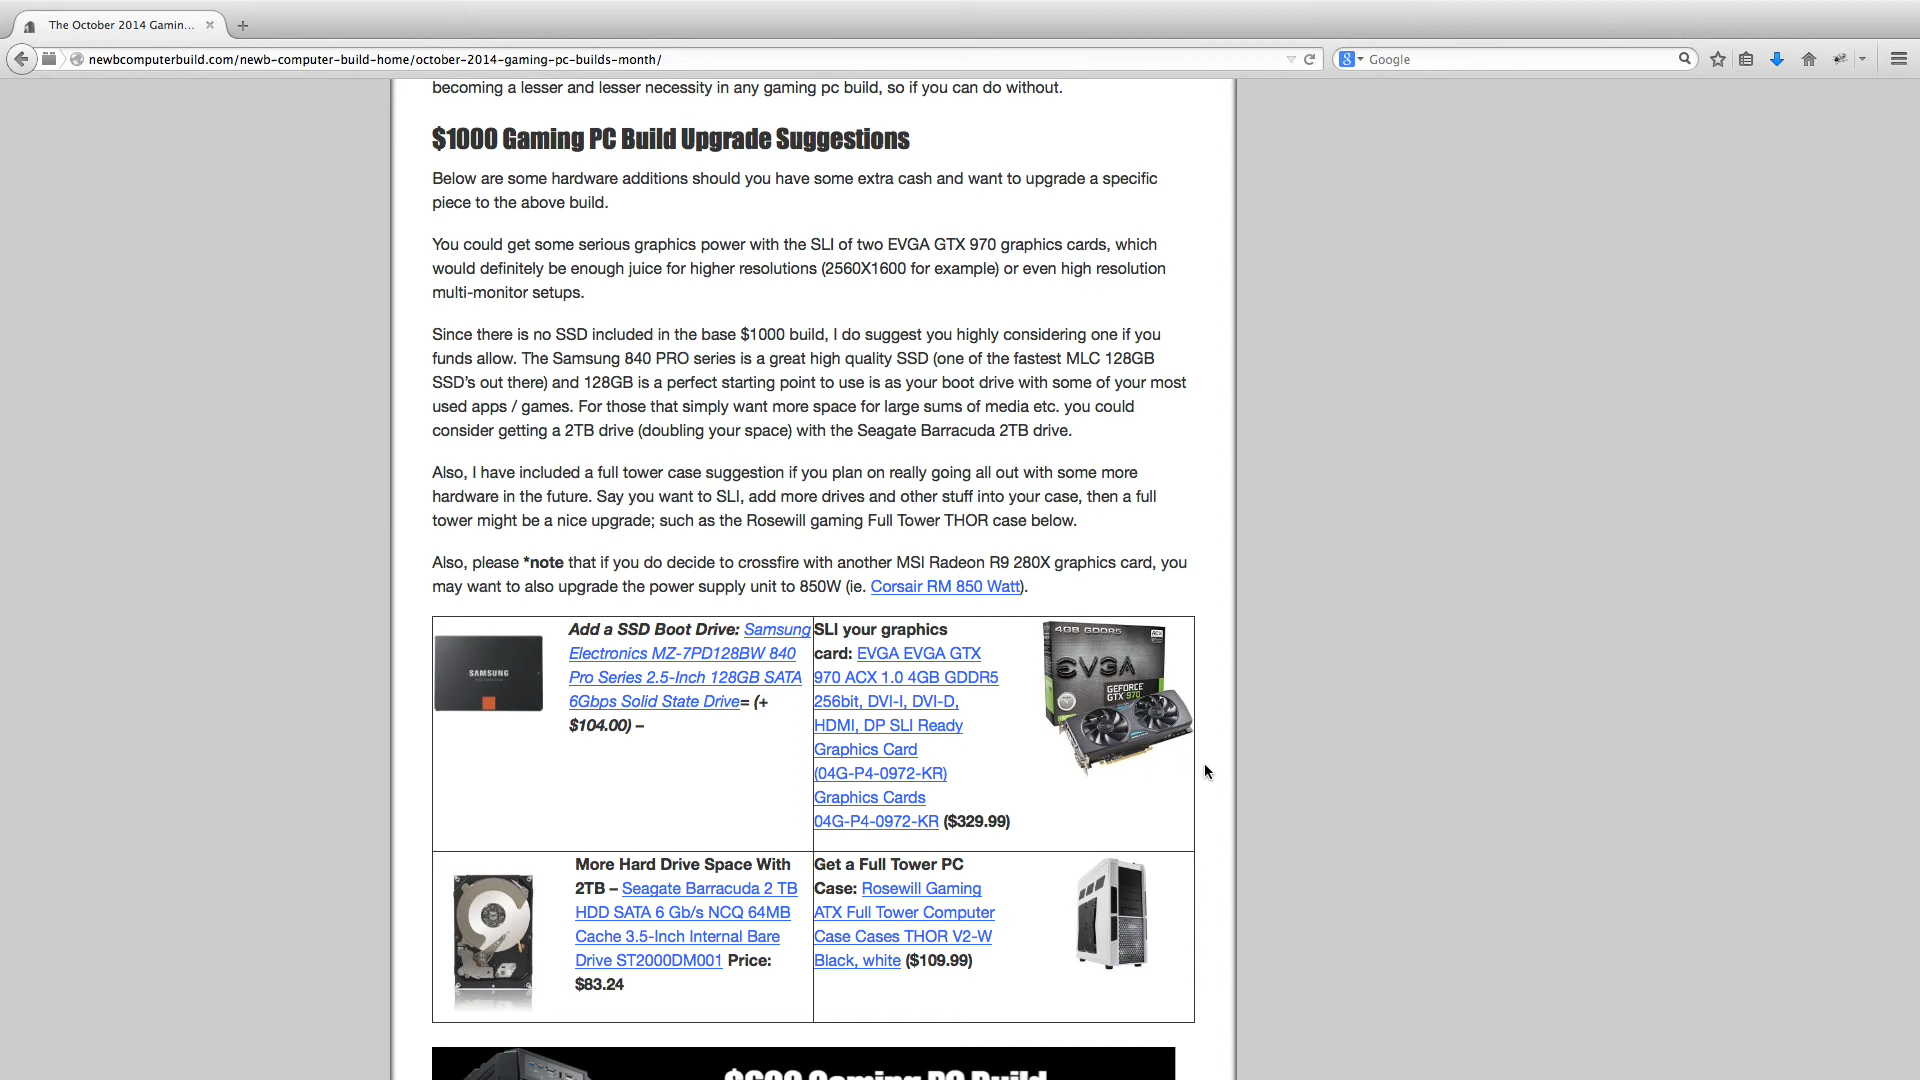 The October 2014 Gamin...
newbcomputerbuild.com/newb-computer-build-home/october-2014-gaming-pc-builds-month/
Google
becoming a lesser and lesser necessity in any gaming pc build, so if you can do without.
$1000 Gaming PC Build Upgrade Suggestions
Below are some hardware additions should you have some extra cash and want to upgrade a specific
piece to the above build.
You could get some serious graphics power with the SLI of two EVGA GTX 970 graphics cards, which
would definitely be enough juice for higher resolutions (2560X1600 for example) or even high resolution
multi-monitor setups.
Since there is no SSD included in the base $1000 build, I do suggest you highly considering one if you
funds allow. The Samsung 840 PRO series is a great high quality SSD (one of the fastest MLC 128GB
SSD's out there) and 128GB is a perfect starting point to use is as your boot drive with some of your most
used apps / games. For those that simply want more space for large sums of media etc. you could
consider getting a 2TB drive (doubling your space) with the Seagate Barracuda 2TB drive.
Also, I have included a full tower case suggestion if you plan on really going all out with some more
hardware in the future. Say you want to SLI, add more drives and other stuff into your case, then a full
tower might be a nice upgrade; such as the Rosewill gaming Full Tower THOR case below.
Also, please *note that if you do decide to crossfire with another MSI Radeon R9 280X graphics card, you
may want to also upgrade the power supply unit to 850W (ie. Corsair RM 850 Watt).
SAMSUNG
Add a SSD Boot Drive: Samsung
Electronics MZ-7PD128BW 840
Pro Series 2.5-Inch 128GB SATA
6Gbps Solid State Drive= (+
$104.00) –
SLI your graphics
card: EVGA EVGA GTX
970 ACX 1.0 4GB GDDR5
256bit, DVI-I, DVI-D,
HDMI, DP SLI Ready
Graphics Card
(04G-P4-0972-KR)
Graphics Cards
04G-P4-0972-KR ($329.99)
4GB GDDR5
EVGA
GEFORCE
GTX 970
More Hard Drive Space With
2TB – Seagate Barracuda 2 TB
HDD SATA 6 Gb/s NCQ 64MB
Cache 3.5-Inch Internal Bare
Drive ST2000DM001 Price:
$83.24
Get a Full Tower PC
Case: Rosewill Gaming
ATX Full Tower Computer
Case Cases THOR V2-W
Black, white ($109.99)
$600 Gaming PC Build